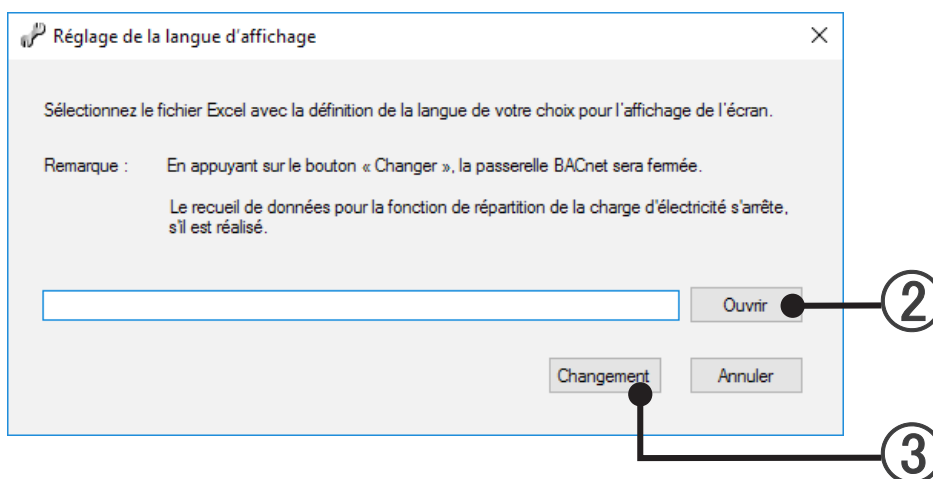 Réglage de la langue d'affichage
Sélectionnez le fichier Excel avec la définition de la langue de votre choix pour l'affichage de l'écran.
Remarque : En appuyant sur le bouton « Changer », la passerelle BACnet sera fermée.
Le recueil de données pour la fonction de répartition de la charge d'électricité s'arrête,
s'il est réalisé.
Ouvrir
②
Changement Annuler
③